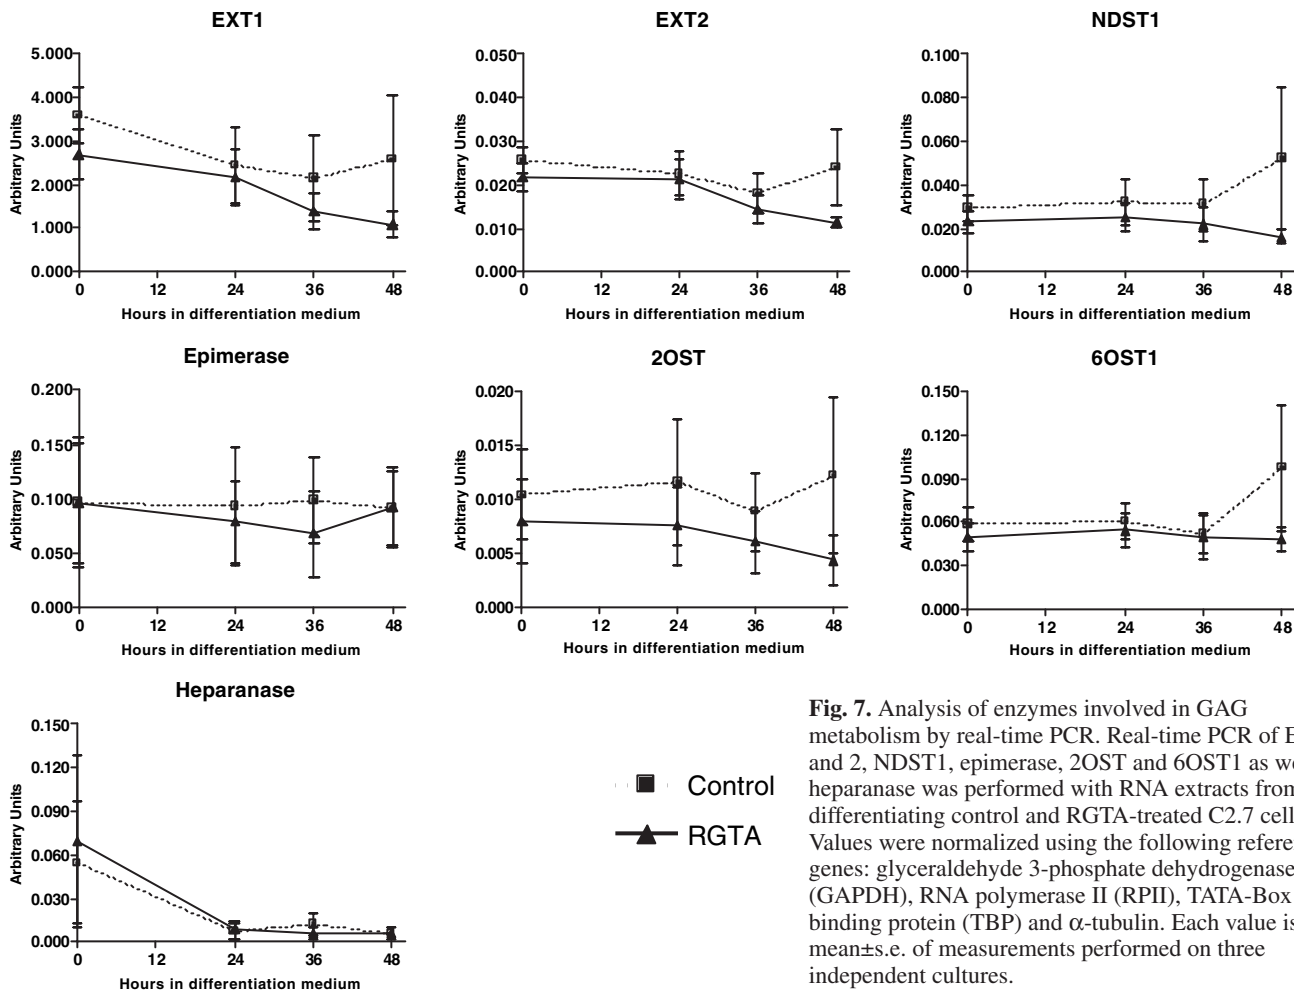 EXT1
5.000
4.000
3.000
2.000
1.000
0.000
Arbitrary Units
0 12 24 36 48
Hours in differentiation medium
EXT2
0.050
0.040
0.030
0.020
0.010
0.000
Arbitrary Units
0 12 24 36 48
Hours in differentiation medium
NDST1
0.100
0.080
0.060
0.040
0.020
0.000
Arbitrary Units
0 12 24 36 48
Hours in differentiation medium
Epimerase
0.200
0.150
0.100
0.050
0.000
Arbitrary Units
0 12 24 36 48
Hours in differentiation medium
2OST
0.020
0.015
0.010
0.005
0.000
Arbitrary Units
0 12 24 36 48
Hours in differentiation medium
6OST1
0.150
0.120
0.090
0.060
0.030
0.000
Arbitrary Units
0 12 24 36 48
Hours in differentiation medium
Heparanase
0.150
0.120
0.090
0.060
0.030
0.000
Arbitrary Units
0 12 24 36 48
Hours in differentiation medium
Control
RGTA
Fig. 7. Analysis of enzymes involved in GAG
metabolism by real-time PCR. Real-time PCR of
and 2, NDST1, epimerase, 2OST and 6OST1 as
heparanase was performed with RNA extracts from
differentiating control and RGTA-treated C2.7
Values were normalized using the following
genes: glyceraldehyde 3-phosphate dehydrogenase
(GAPDH), RNA polymerase II (RPII), TATA-Box
binding protein (TBP) and α-tubulin. Each value is
mean±s.e. of measurements performed on three
independent cultures.